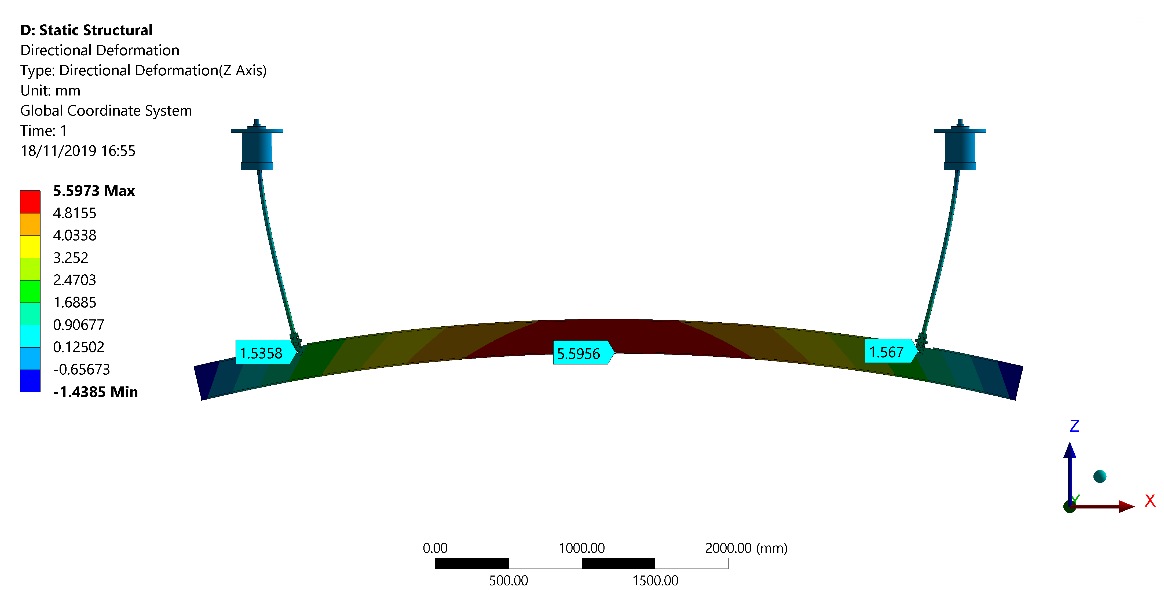 D: Static Structural
Directional Deformation
Type: Directional Deformation(Z Axis)
Unit: mm
Global Coordinate System
Time: 1
18/11/2019 16:55
5.5973 Max
4.8155
4.0338
3.252
2.4703
1.6885
0.90677
0.12502
-0.65673
-1.4385 Min
1.5358
5.5956
1.567
Z
Y
X
0.00 1000.00 2000.00 (mm)
500.00 1500.00